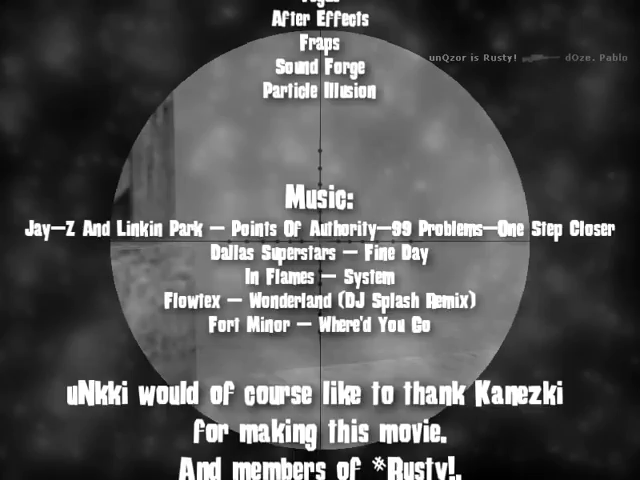 After Effects
Fraps
unQzor is Rusty! dOze. Pablo
Sound Forge
Particle Illusion
Music:
Jay-Z And Linkin Park - Points Of Authority-99 Problems-One Step Closer
Dallas Superstars - Fine Day
In Flames - System
Flowtex - Wonderland (DJ Splash Remix)
Fort Minor - Where'd You Go
uNkki would of course like to thank Kanezki
for making this movie.
And members of *Rusty!.